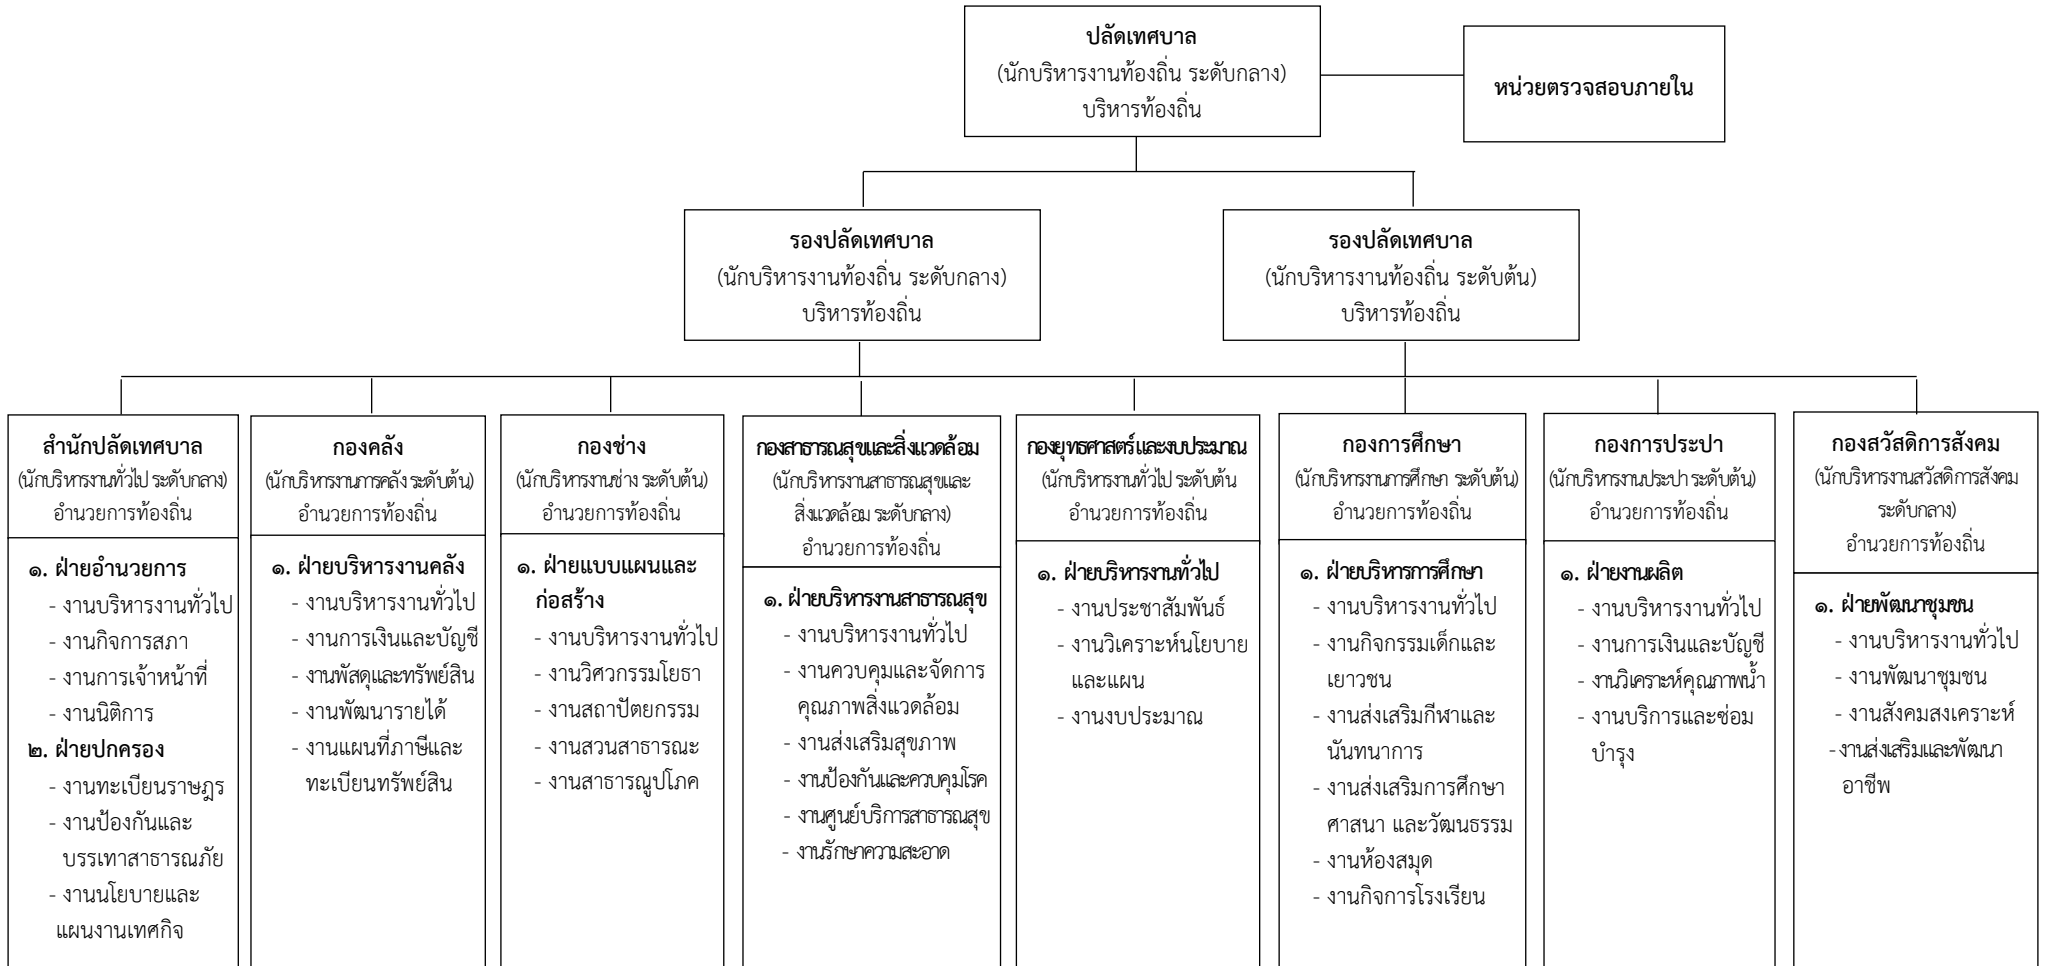 ปลัดเทศบาล
(นักบริหารงานท้องถิ่น ระดับกลาง)
บริหารท้องถิ่น
หน่วยตรวจสอบภายใน
รองปลัดเทศบาล
(นักบริหารงานท้องถิ่น ระดับกลาง)
บริหารท้องถิ่น
รองปลัดเทศบาล
(นักบริหารงานท้องถิ่น ระดับต้น)
บริหารท้องถิ่น
สำนักปลัดเทศบาล
(นักบริหารงานทั่วไป ระดับกลาง)
อำนวยการท้องถิ่น
๑. ฝ่ายอำนวยการ
- งานบริหารงานทั่วไป
- งานกิจการสภา
- งานการเจ้าหน้าที่
- งานนิติการ
๒. ฝ่ายปกครอง
- งานทะเบียนราษฎร
- งานป้องกันและ
บรรเทาสาธารณภัย
- งานนโยบายและ
แผนงานเทศกิจ
กองคลัง
(นักบริหารงานการคลัง ระดับต้น)
อำนวยการท้องถิ่น
๑. ฝ่ายบริหารงานคลัง
- งานบริหารงานทั่วไป
- งานการเงินและบัญชี
- งานพัสดุและทรัพย์สิน
- งานพัฒนารายได้
- งานแผนที่ภาษีและ
ทะเบียนทรัพย์สิน
กองช่าง
(นักบริหารงานช่าง ระดับต้น)
อำนวยการท้องถิ่น
๑. ฝ่ายแบบแผนและ
ก่อสร้าง
- งานบริหารงานทั่วไป
- งานวิศวกรรมโยธา
- งานสถาปัตยกรรม
- งานสวนสาธารณะ
- งานสาธารณูปโภค
กองสาธารณสุขและสิ่งแวดล้อม
(นักบริหารงานสาธารณสุขและ
สิ่งแวดล้อม ระดับกลาง)
อำนวยการท้องถิ่น
๑. ฝ่ายบริหารงานสาธารณสุข
- งานบริหารงานทั่วไป
- งานควบคุมและจัดการ
คุณภาพสิ่งแวดล้อม
- งานส่งเสริมสุขภาพ
- งานป้องกันและควบคุมโรค
- งานศูนย์บริการสาธารณสุข
- งานรักษาความสะอาด
กองยุทธศาสตร์และงบประมาณ
(นักบริหารงานทั่วไป ระดับต้น
อำนวยการท้องถิ่น
๑. ฝ่ายบริหารงานทั่วไป
- งานประชาสัมพันธ์
- งานวิเคราะห์นโยบาย
และแผน
- งานงบประมาณ
กองการศึกษา
(นักบริหารงานการศึกษา ระดับต้น)
อำนวยการท้องถิ่น
๑. ฝ่ายบริหารการศึกษา
- งานบริหารงานทั่วไป
- งานกิจกรรมเด็กและ
เยาวชน
- งานส่งเสริมกีฬาและ
นันทนาการ
- งานส่งเสริมการศึกษา
ศาสนา และวัฒนธรรม
- งานห้องสมุด
- งานกิจการโรงเรียน
กองการประปา
(นักบริหารงานประปา ระดับต้น)
อำนวยการท้องถิ่น
๑. ฝ่ายงานผลิต
- งานบริหารงานทั่วไป
- งานการเงินและบัญชี
- งานวิเคราะห์คุณภาพน้ำ
- งานบริการและซ่อม
บำรุง
กองสวัสดิการสังคม
(นักบริหารงานสวัสดิการสังคม
ระดับกลาง)
อำนวยการท้องถิ่น
๑. ฝ่ายพัฒนาชุมชน
- งานบริหารงานทั่วไป
- งานพัฒนาชุมชน
- งานสังคมสงเคราะห์
- งานส่งเสริมและพัฒนา
อาชีพ